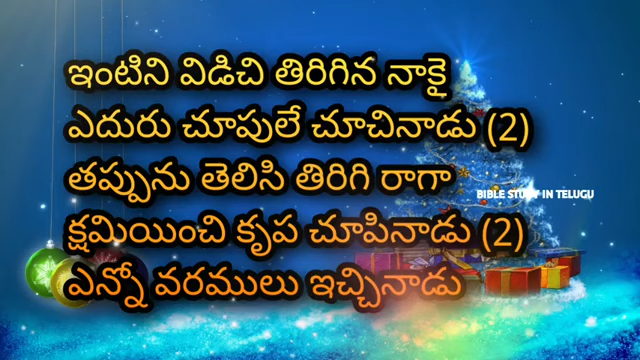 ఇంటిని విడిచి తిరిగిన నాకై
ఎదురు చూపులే చూచినాడు (2)
తప్పును తెలిసి తిరిగి రాగా
BIBLE STUDY IN TELUGU
క్షమియించి కృప చూపినాడు (2)
ఎన్నో వరములు ఇచ్చినాడు